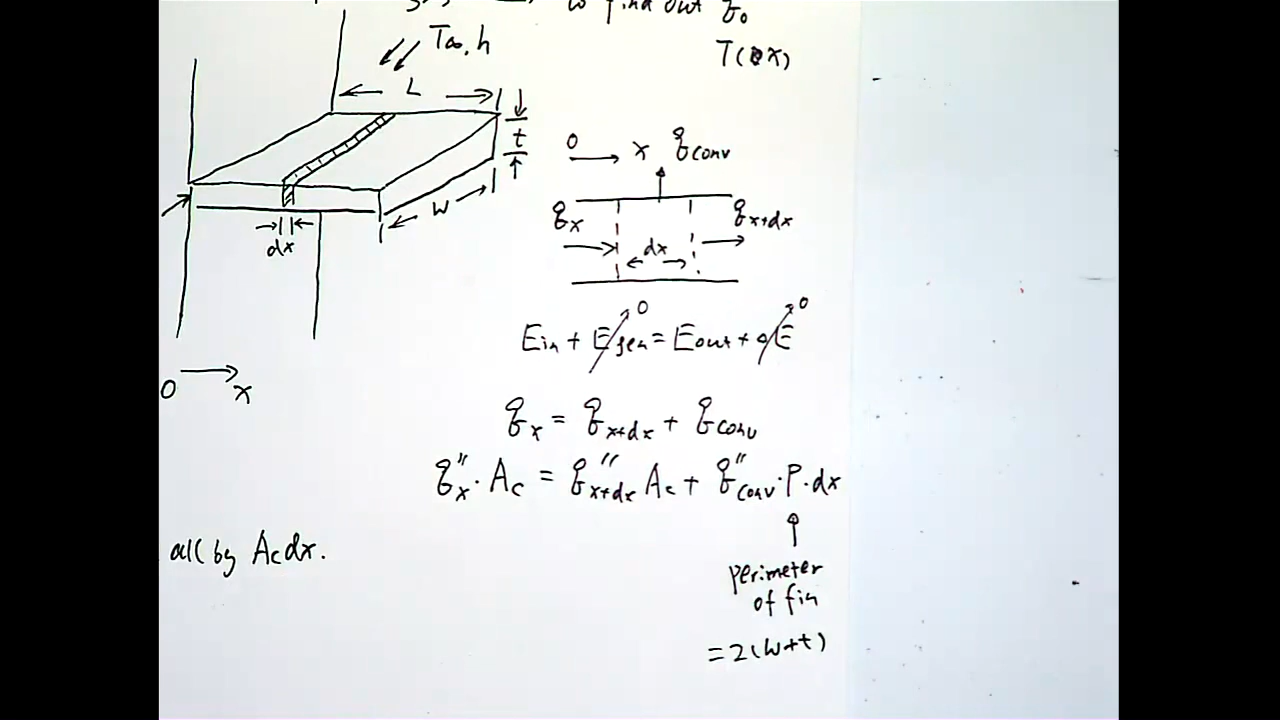 to find out q₀
T(x)
T∞, h
L
t
w
dx
0 x
0 x qconv
qx
qx+dx
dx
Ein + Egen = Eout + ΔE
0 0
qx = qx+dx + qconv
q″x · Ac = q″x+dx Ac + q″conv · P · dx
all by Acdx.
perimeter
of fin
= 2(w+t)